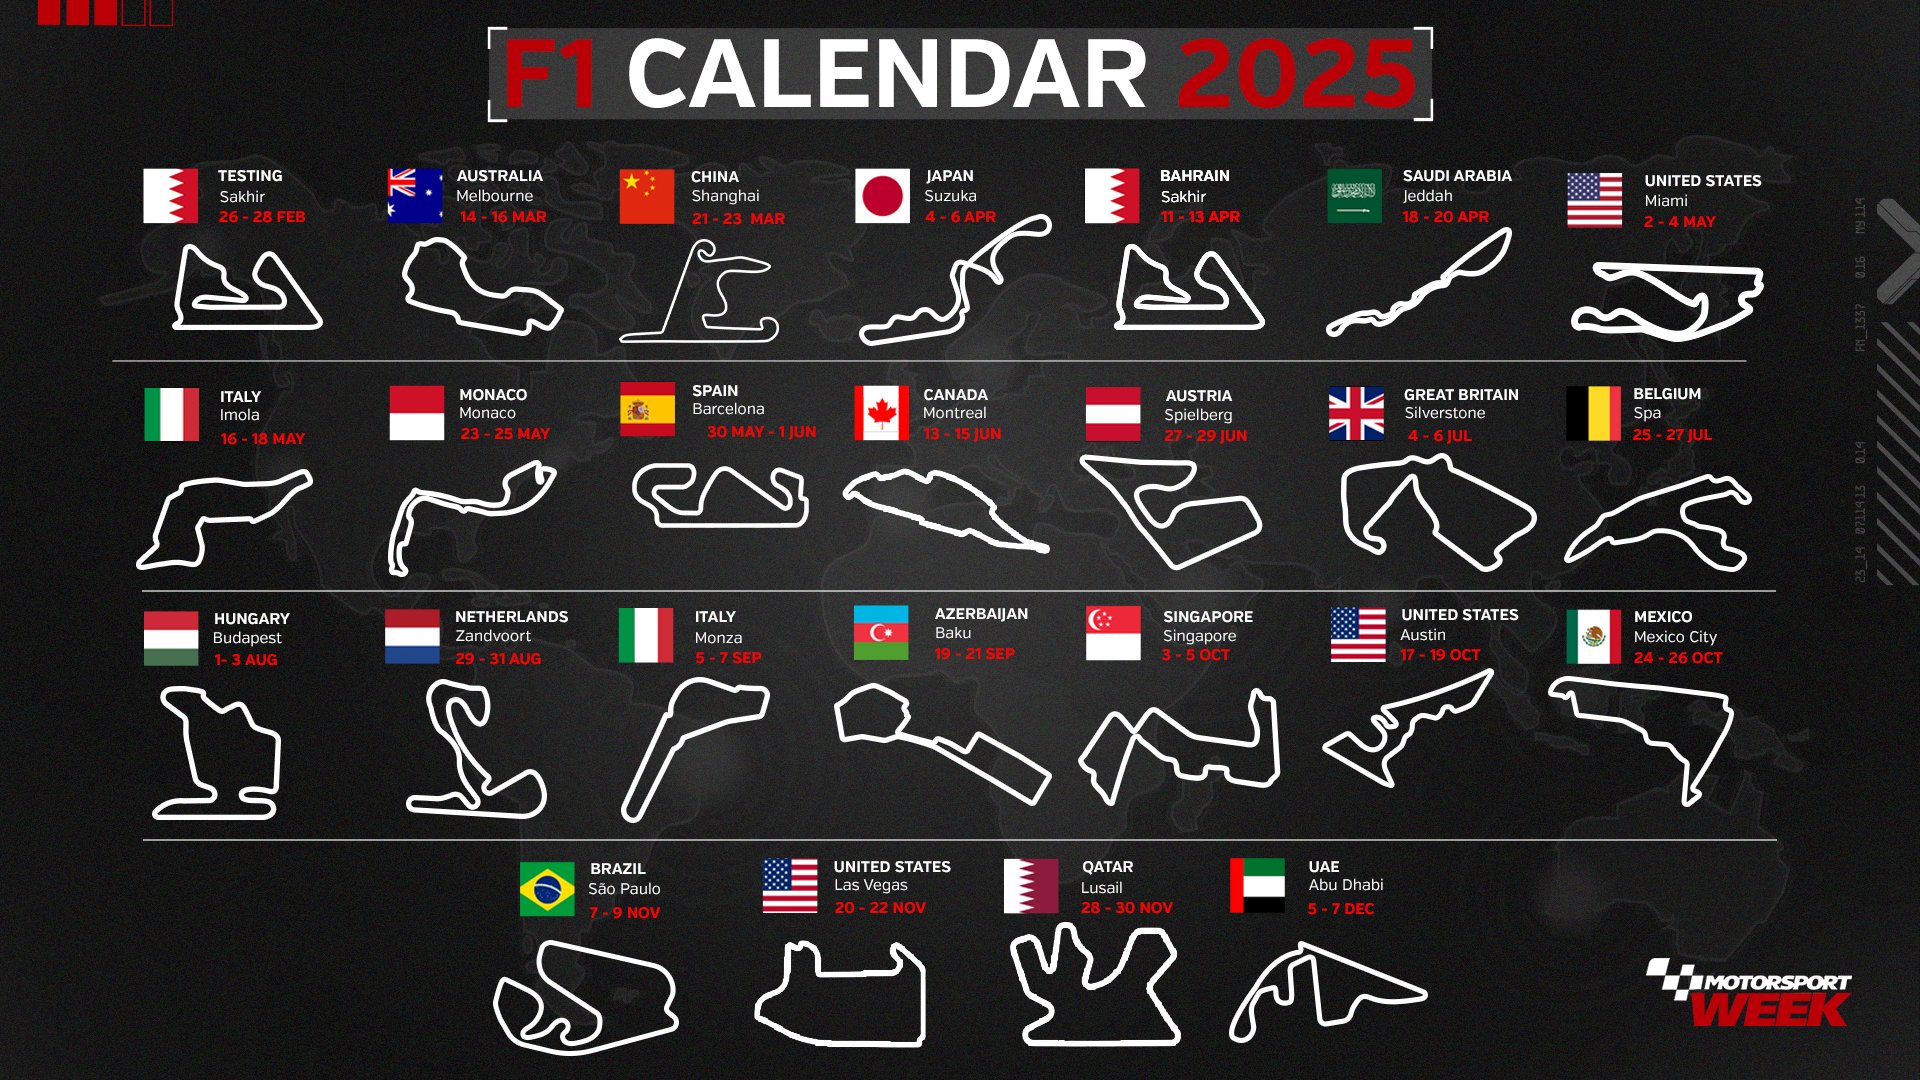 F1 CALENDAR 2025
TESTING
Sakhir
26 - 28 FEB
AUSTRALIA
Melbourne
14 - 16 MAR
CHINA
Shanghai
21 - 23 MAR
JAPAN
Suzuka
4 - 6 APR
BAHRAIN
Sakhir
11 - 13 APR
SAUDI ARABIA
Jeddah
18 - 20 APR
UNITED STATES
Miami
2 - 4 MAY
ITALY
Imola
16 - 18 MAY
MONACO
Monaco
23 - 25 MAY
SPAIN
Barcelona
30 MAY - 1 JUN
CANADA
Montreal
13 - 15 JUN
AUSTRIA
Spielberg
27 - 29 JUN
GREAT BRITAIN
Silverstone
4 - 6 JUL
BELGIUM
Spa
25 - 27 JUL
HUNGARY
Budapest
1- 3 AUG
NETHERLANDS
Zandvoort
29 - 31 AUG
ITALY
Monza
5 - 7 SEP
AZERBAIJAN
Baku
19 - 21 SEP
SINGAPORE
Singapore
3 - 5 OCT
UNITED STATES
Austin
17 - 19 OCT
MEXICO
Mexico City
24 - 26 OCT
BRAZIL
São Paulo
7 - 9 NOV
UNITED STATES
Las Vegas
20 - 22 NOV
QATAR
Lusail
28 - 30 NOV
UAE
Abu Dhabi
5 - 7 DEC
MOTORSPORT
WEEK